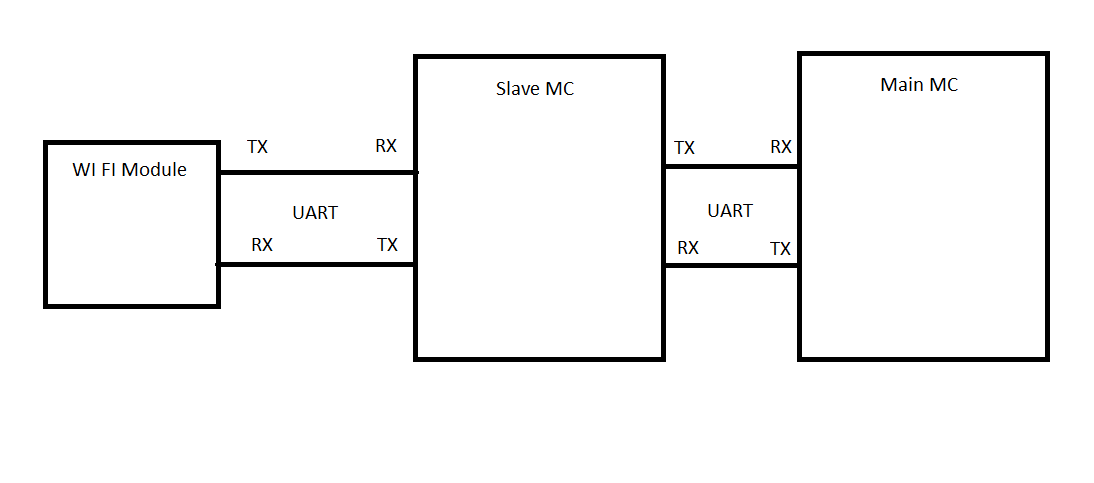 Slave MC
Main MC
WI FI Module
TX
RX
TX
RX
UART
UART
RX
TX
RX
TX